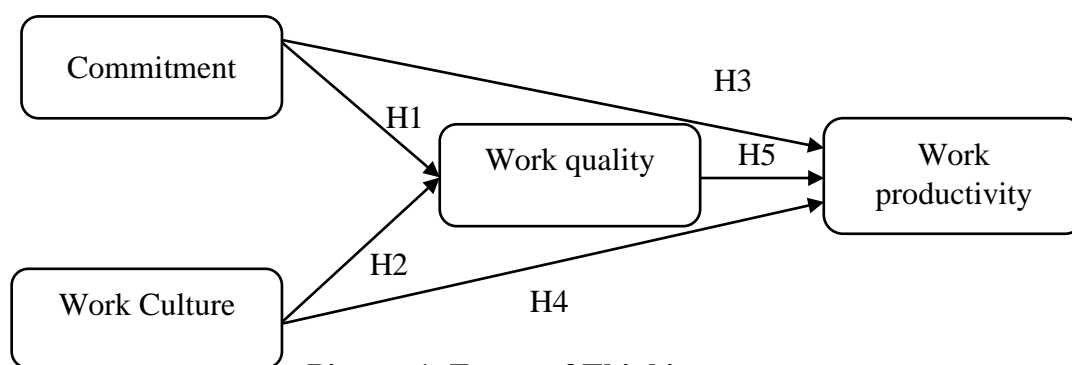 Commitment
H3
H1
Work quality
H5
Work
productivity
H2
Work Culture
H4